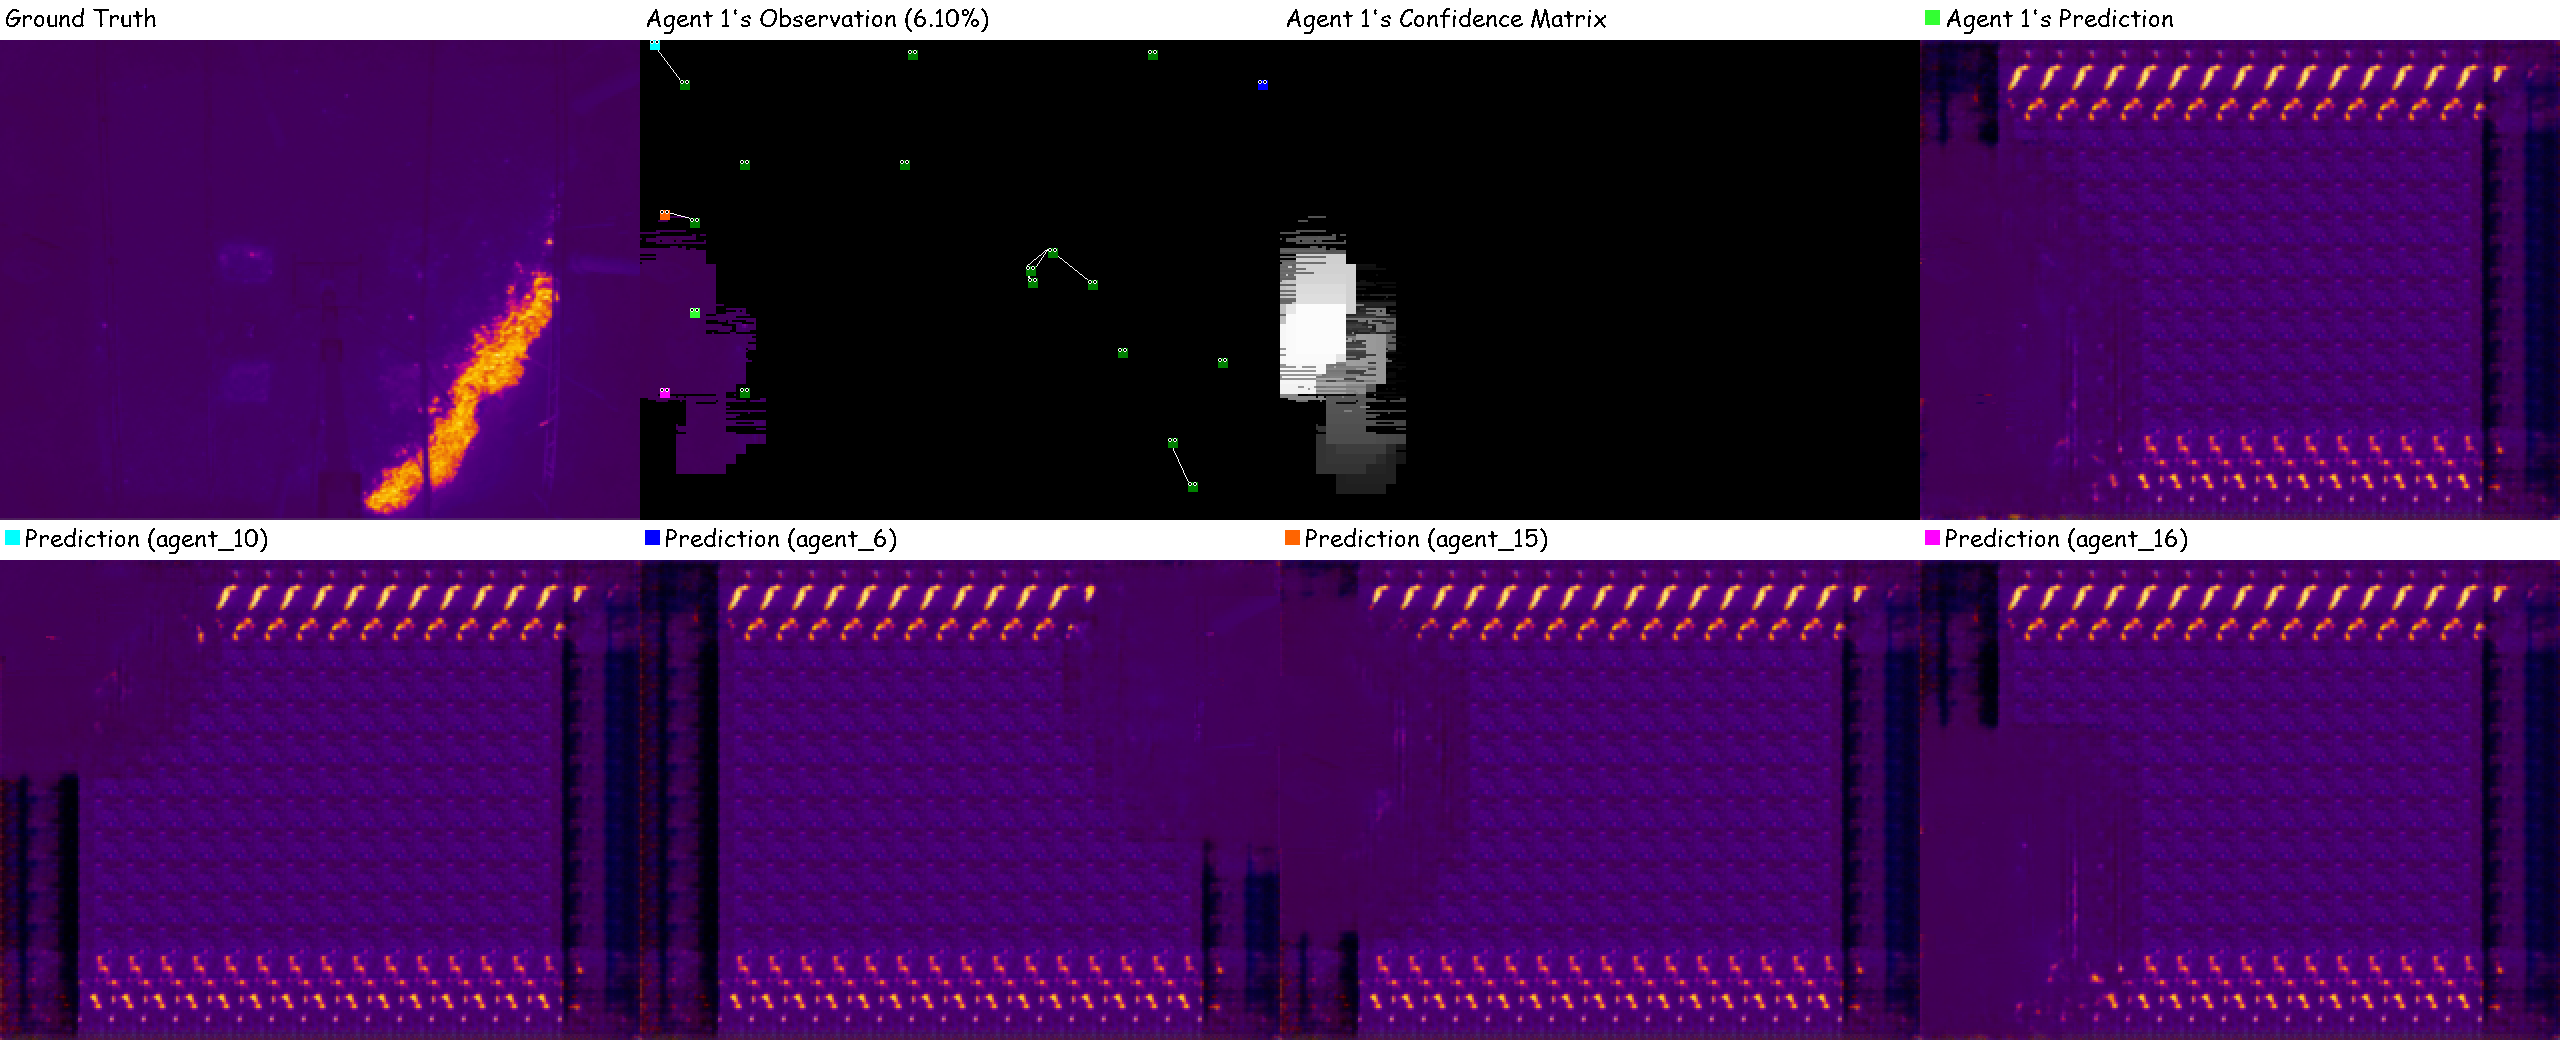 Ground Truth
Agent 1's Observation (6.10%)
Agent 1's Confidence Matrix
Agent 1's Prediction
Prediction (agent_10)
Prediction (agent_6)
Prediction (agent_15)
Prediction (agent_16)